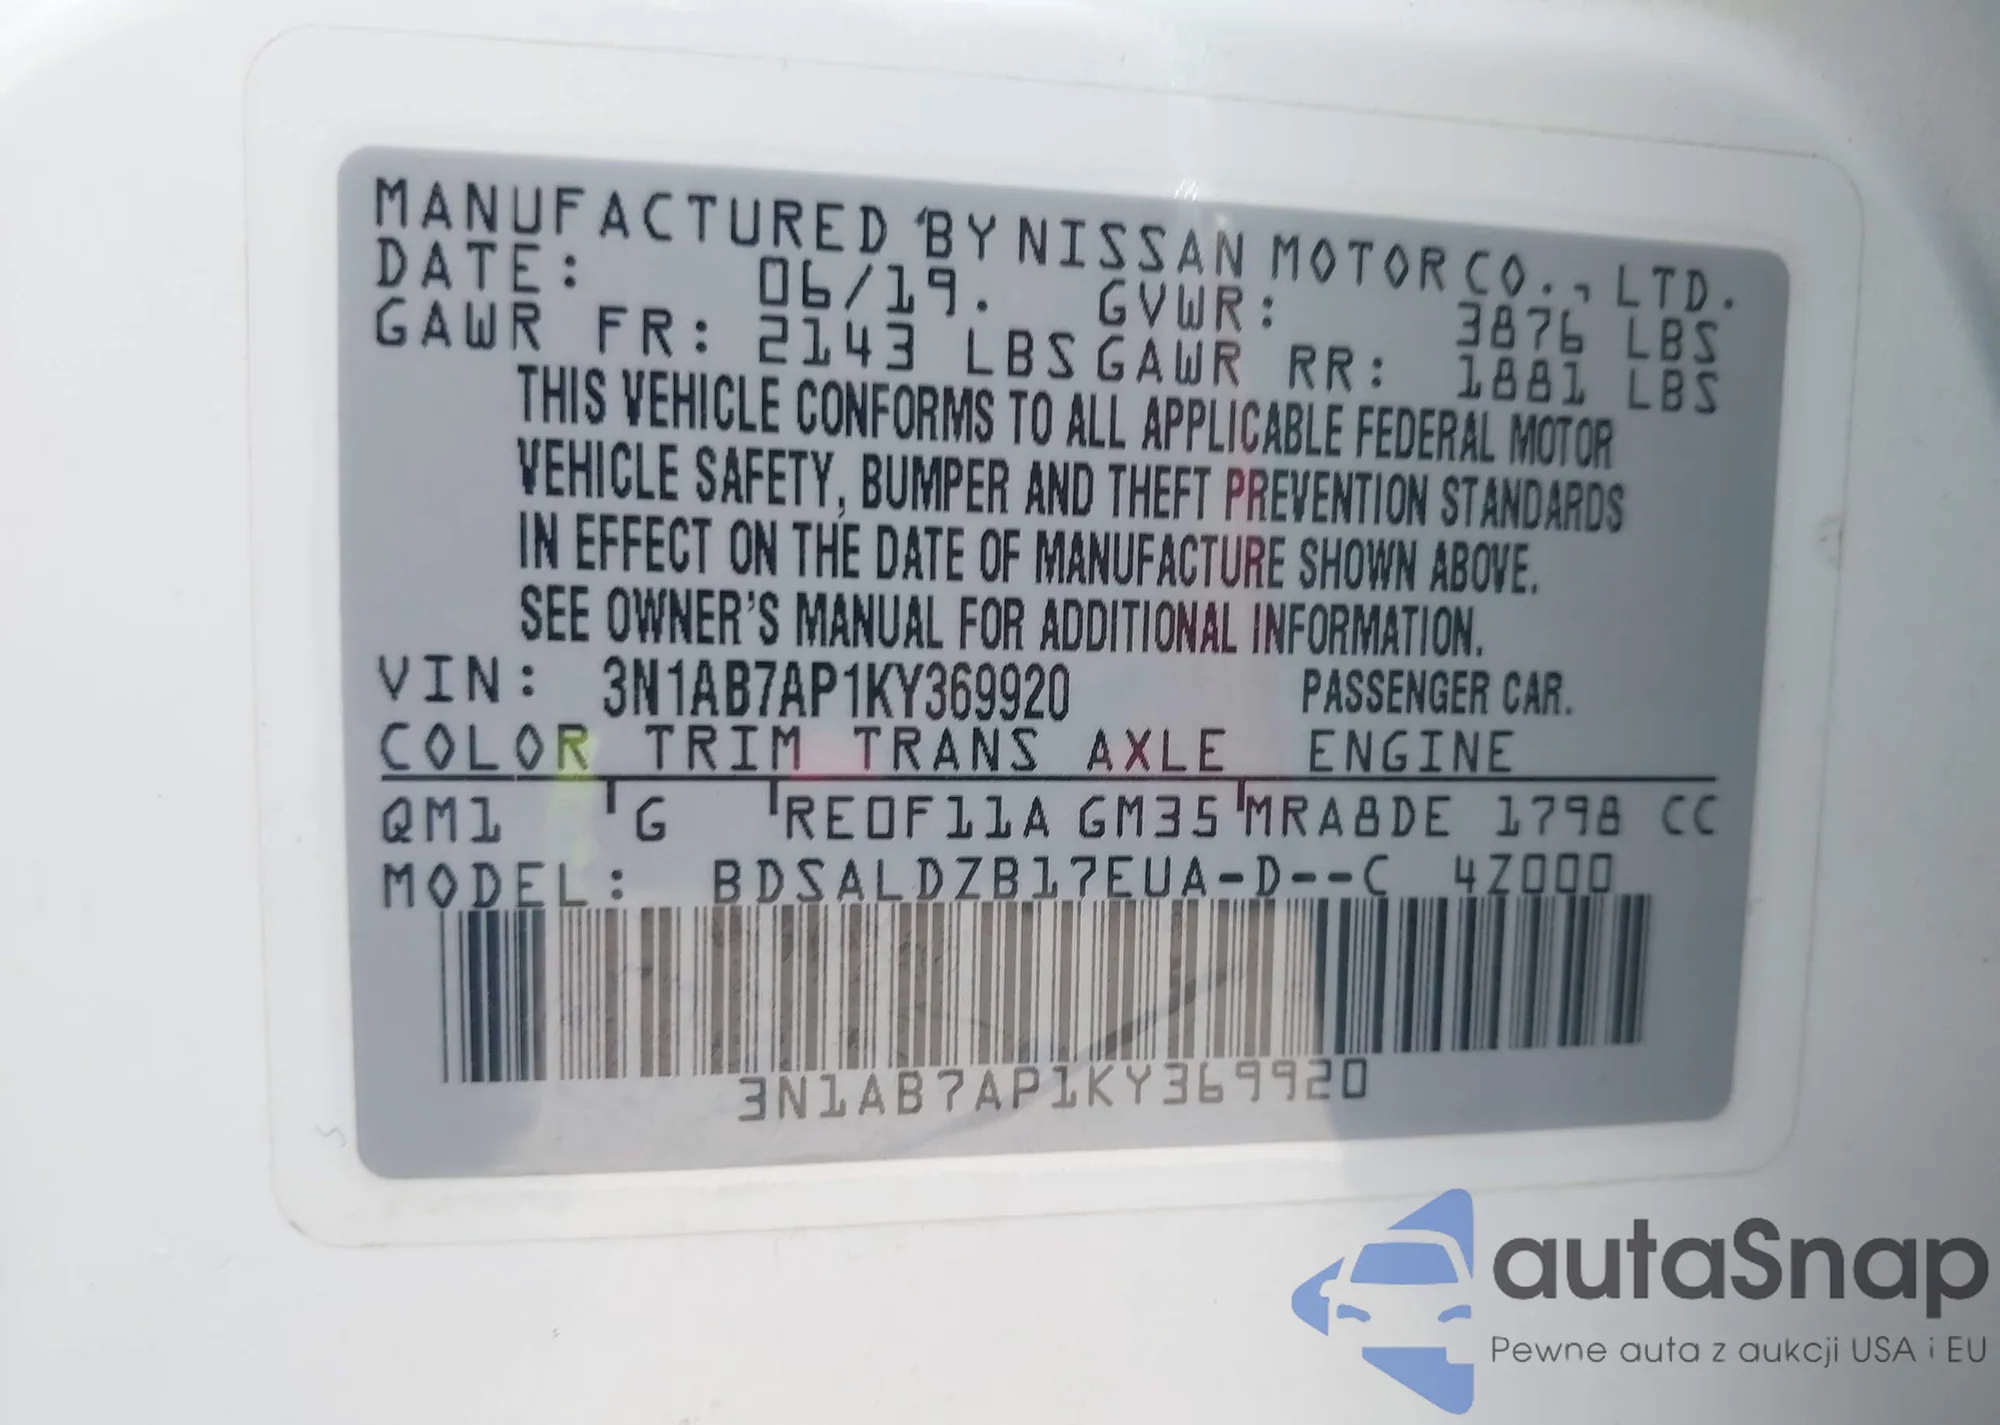 MANUFACTURED BY NISSAN MOTOR CO., LTD.
DATE: 06/19. GVWR: 3876 LBS
GAWR FR: 2143 LBS GAWR RR: 1881 LBS
THIS VEHICLE CONFORMS TO ALL APPLICABLE FEDERAL MOTOR
VEHICLE SAFETY, BUMPER AND THEFT PREVENTION STANDARDS
IN EFFECT ON THE DATE OF MANUFACTURE SHOWN ABOVE.
SEE OWNER'S MANUAL FOR ADDITIONAL INFORMATION.
VIN: 3N1AB7AP1KY369920 PASSENGER CAR.
COLOR TRIM TRANS AXLE ENGINE
QM1 G RE0F11A GM35 MRA8DE 1798 CC
MODEL: BDSALDZB17EUA-D--C 4Z000
3N1AB7AP1KY369920
autaSnap
Pewne auta z aukcji USA i EU